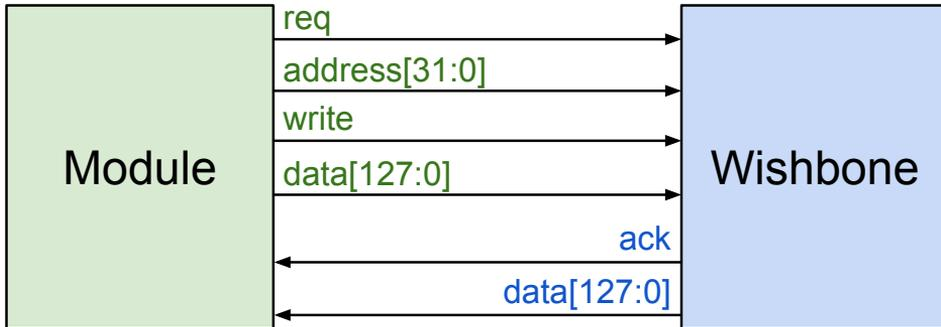 req
address[31:0]
write
Module
data[127:0]
Wishbone
ack
data[127:0]